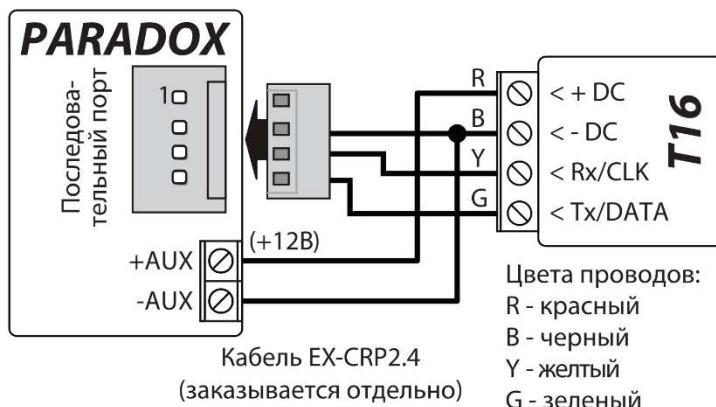 PARADOX
Последова-
тельный порт
1
+AUX
-AUX
(+12В)
R
B
Y
G
< + DC
< - DC
< Rx/CLK
< Tx/DATA
T16
Кабель EX-CRP2.4
(заказывается отдельно)
Цвета проводов:
R - красный
B - черный
Y - желтый
G - зеленый